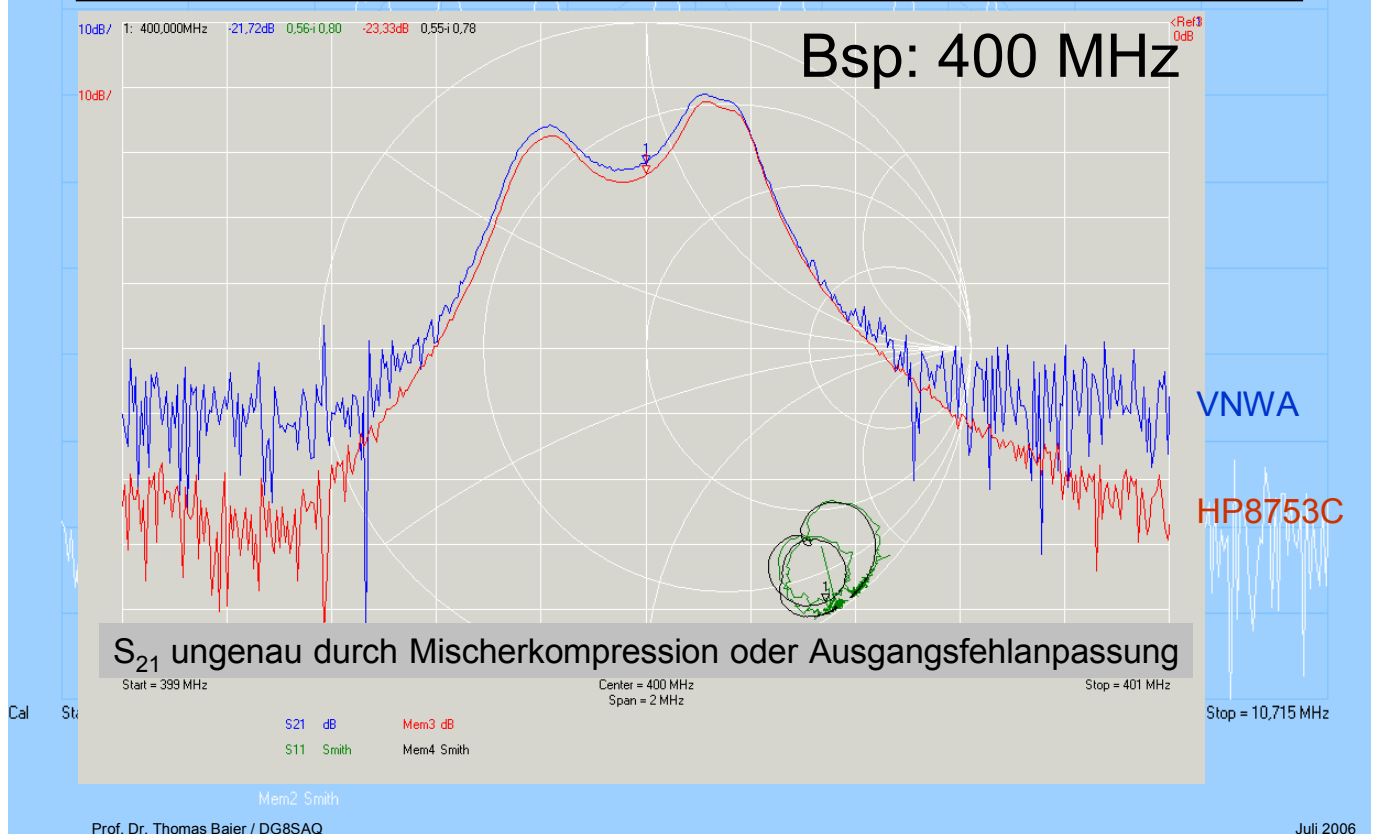 10dB/ 1: 400,000MHz -21,72dB 0,56-i 0,80 -23,33dB 0,55-i 0,78
<Ref1
0dB
Bsp: 400 MHz
10dB/
1
VNWA
HP8753C
1
S21 ungenau durch Mischerkompression oder Ausgangsfehlanpassung
Start = 399 MHz Center = 400 MHz Stop = 401 MHz
Span = 2 MHz
Cal Stop = 10,715 MHz
S21 dB Mem3 dB
S11 Smith Mem4 Smith
Mem2 Smith
Prof. Dr. Thomas Baier / DG8SAQ Juli 2006